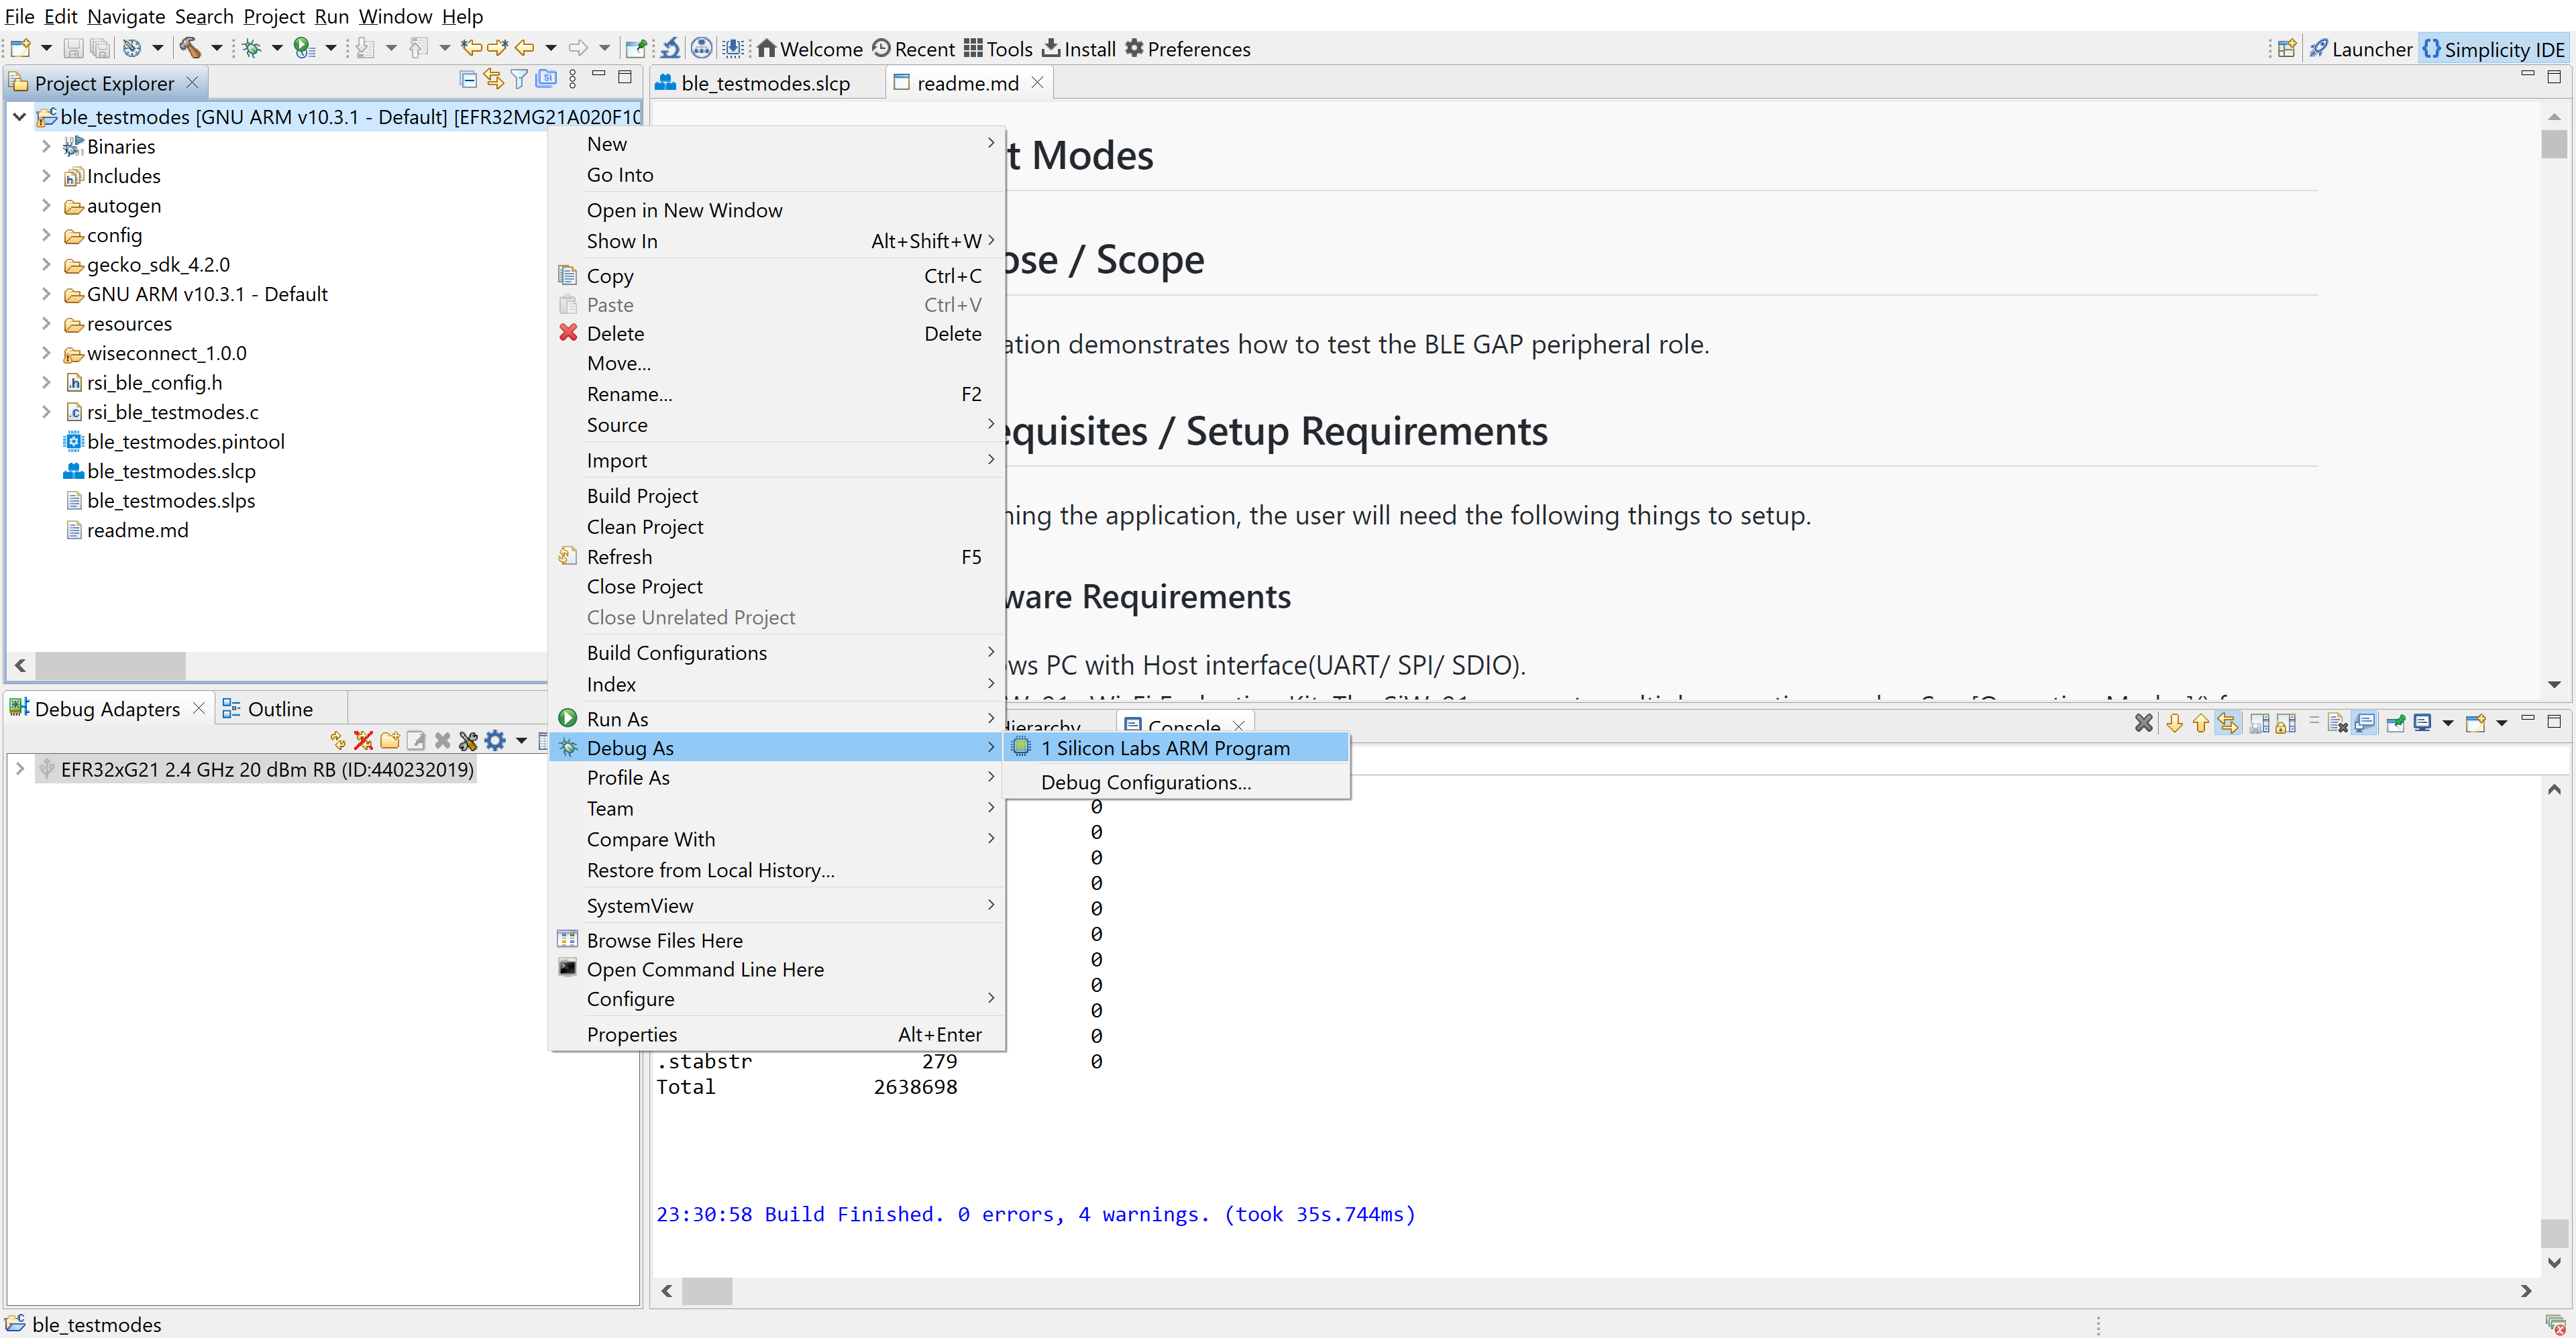 File Edit Navigate Search Project Run Window Help
Welcome Recent Tools Install Preferences Launcher {} Simplicity IDE
Project Explorer
ble_testmodes [GNU ARM v10.3.1 - Default] [EFR32MG21A020F10
Binaries
Includes
autogen
config
gecko_sdk_4.2.0
GNU ARM v10.3.1 - Default
resources
wiseconnect_1.0.0
rsi_ble_config.h
rsi_ble_testmodes.c
ble_testmodes.pintool
ble_testmodes.slcp
ble_testmodes.slps
readme.md
Debug Adapters Outline
EFR32xG21 2.4 GHz 20 dBm RB (ID:440232019)
New
Go Into
Open in New Window
Show In Alt+Shift+W
Copy Ctrl+C
Paste Ctrl+V
Delete Delete
Move...
Rename... F2
Source
Import
Build Project
Clean Project
Refresh F5
Close Project
Close Unrelated Project
Build Configurations
Index
Run As
Debug As
Profile As
Team
Compare With
Restore from Local History...
SystemView
Browse Files Here
Open Command Line Here
Configure
Properties Alt+Enter
1 Silicon Labs ARM Program
Debug Configurations...
ble_testmodes.slcp readme.md
t Modes
ose / Scope
ation demonstrates how to test the BLE GAP peripheral role.
equisites / Setup Requirements
ning the application, the user will need the following things to setup.
ware Requirements
ws PC with Host interface(UART/ SPI/ SDIO).
Hierarchy Console
0
0
0
0
0
0
0
0
0
0
.stabstr 279 0
Total 2638698
23:30:58 Build Finished. 0 errors, 4 warnings. (took 35s.744ms)
ble_testmodes